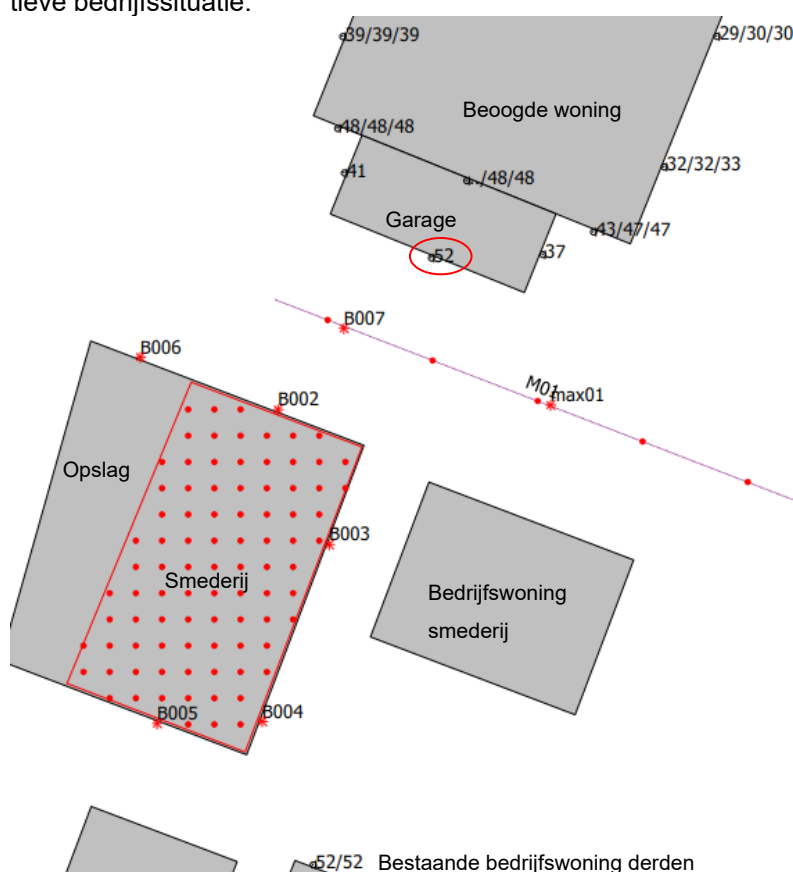 tieve bedrijfssituatie.
39/39/39
29/30/30
Beoogde woning
48/48/48
41
../48/48
32/32/33
Garage
43/47/47
52
37
B007
B006
M01
max01
B002
Opslag
B003
Smederij
Bedrijfswoning
smederij
B005
B004
52/52 Bestaande bedrijfswoning derden